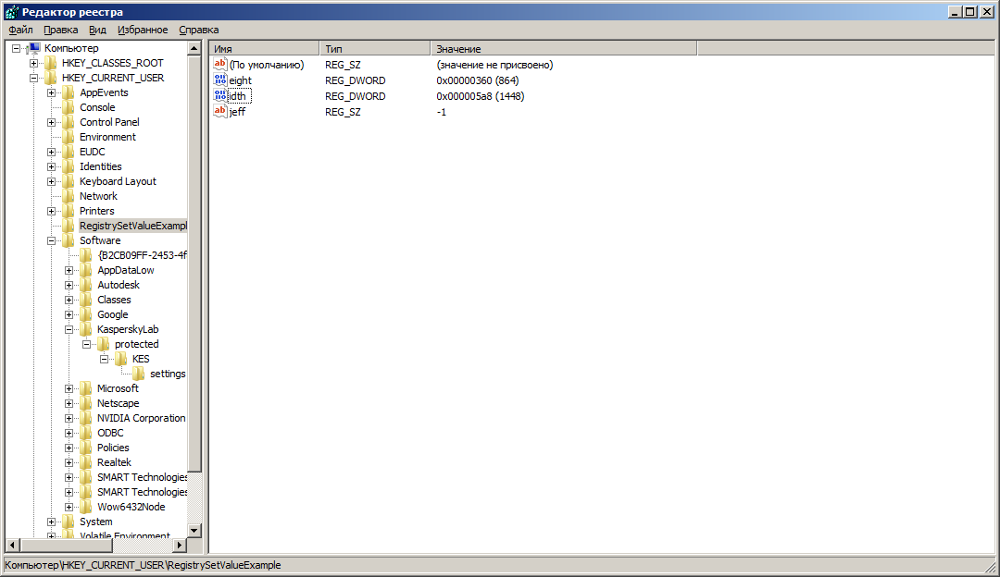 Редактор реестра
Файл Правка Вид Избранное Справка
Компьютер
HKEY_CLASSES_ROOT
HKEY_CURRENT_USER
AppEvents
Console
Control Panel
Environment
EUDC
Identities
Keyboard Layout
Network
Printers
RegistrySetValueExampl
Software
{B2CB09FF-2453-4f
AppDataLow
Autodesk
Classes
Google
KasperskyLab
protected
KES
settings
Microsoft
Netscape
NVIDIA Corporation
ODBC
Policies
Realtek
SMART Technologies
SMART Technologies
Wow6432Node
System
Volatile Environment
Имя Тип Значение
ab (По умолчанию) REG_SZ (значение не присвоено)
eight REG_DWORD 0x00000360 (864)
idth REG_DWORD 0x000005a8 (1448)
ab jeff REG_SZ -1
Компьютер\HKEY_CURRENT_USER\RegistrySetValueExample